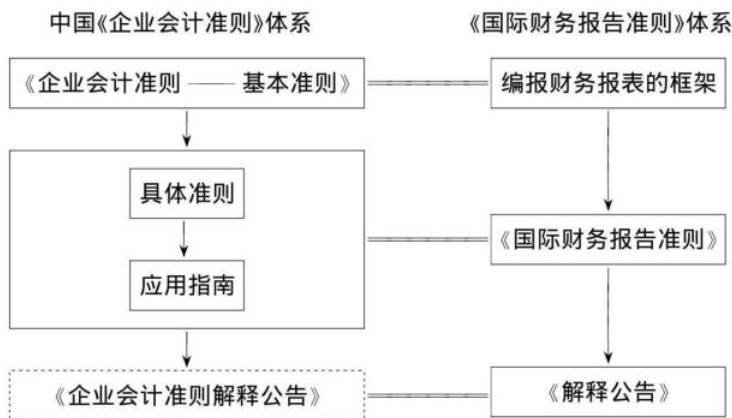 中国《企业会计准则》体系
《国际财务报告准则》体系
《企业会计准则 —— 基本准则》
编报财务报表的框架
具体准则
《国际财务报告准则》
应用指南
《企业会计准则解释公告》
《解释公告》